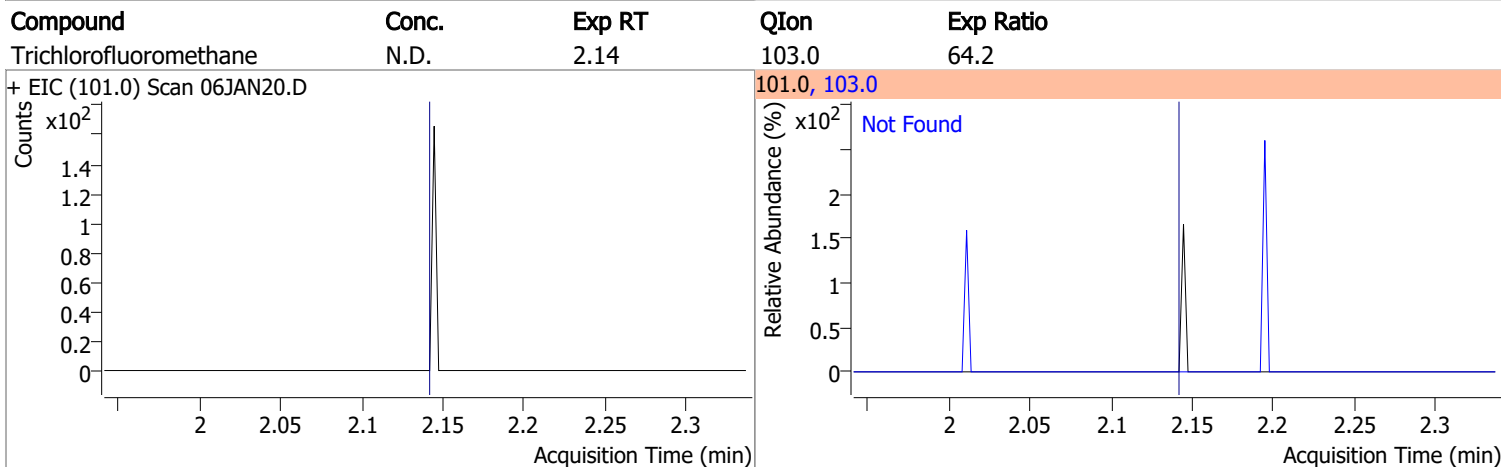 Compound Conc. Exp RT QIon Exp Ratio
Trichlorofluoromethane N.D. 2.14 103.0 64.2
+ EIC (101.0) Scan 06JAN20.D
Counts
x10²
1.4
1.2
1
0.8
0.6
0.4
0.2
0
2 2.05 2.1 2.15 2.2 2.25 2.3
Acquisition Time (min)
101.0, 103.0
Relative Abundance (%)
x10²
Not Found
2
1.5
1
0.5
0
2 2.05 2.1 2.15 2.2 2.25 2.3
Acquisition Time (min)